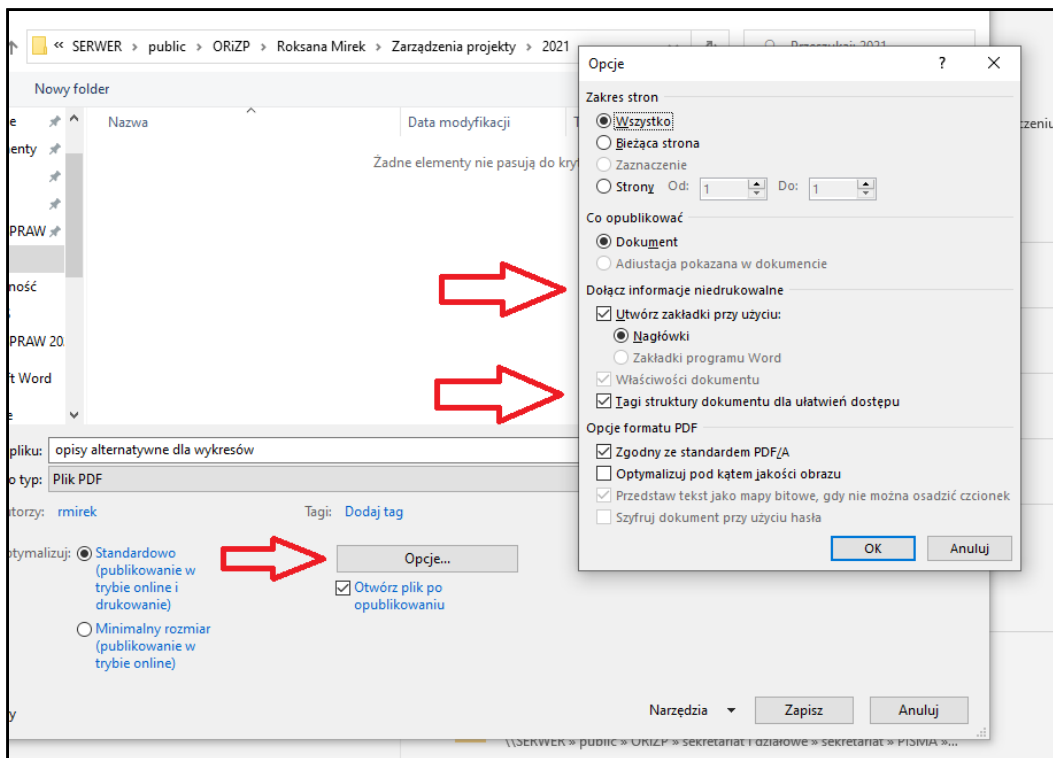 « SERWER › public › ORiZP › Roksana Mirek › Zarządzenia projekty › 2021
Przeszukaj: 2021
Nowy folder
Nazwa
Data modyfikacji
T
Żadne elementy nie pasują do kry
e
enty
PRAW
ność
PRAW 20
ft Word
e
pliku: opisy alternatywne dla wykresów
o typ: Plik PDF
utorzy: rmirek
Tagi: Dodaj tag
optymalizuj: Standardowo
(publikowanie w
trybie online i
drukowanie)
Minimalny rozmiar
(publikowanie w
trybie online)
Opcje...
Otwórz plik po
opublikowaniu
y
Narzędzia
Zapisz
Anuluj
Opcje
? ×
Zakres stron
Wszystko
Bieżąca strona
Zaznaczenie
Strony Od: 1 Do: 1
Co opublikować
Dokument
Adiustacja pokazana w dokumencie
Dołącz informacje niedrukowalne
Utwórz zakładki przy użyciu:
Nagłówki
Zakładki programu Word
Właściwości dokumentu
Tagi struktury dokumentu dla ułatwień dostępu
Opcje formatu PDF
Zgodny ze standardem PDF/A
Optymalizuj pod kątem jakości obrazu
Przedstaw tekst jako mapy bitowe, gdy nie można osadzić czcionek
Szyfruj dokument przy użyciu hasła
OK
Anuluj
czeniu
\\SERWER » public » ORiZP » sekretariat i działowe » sekretariat » PISMA »...